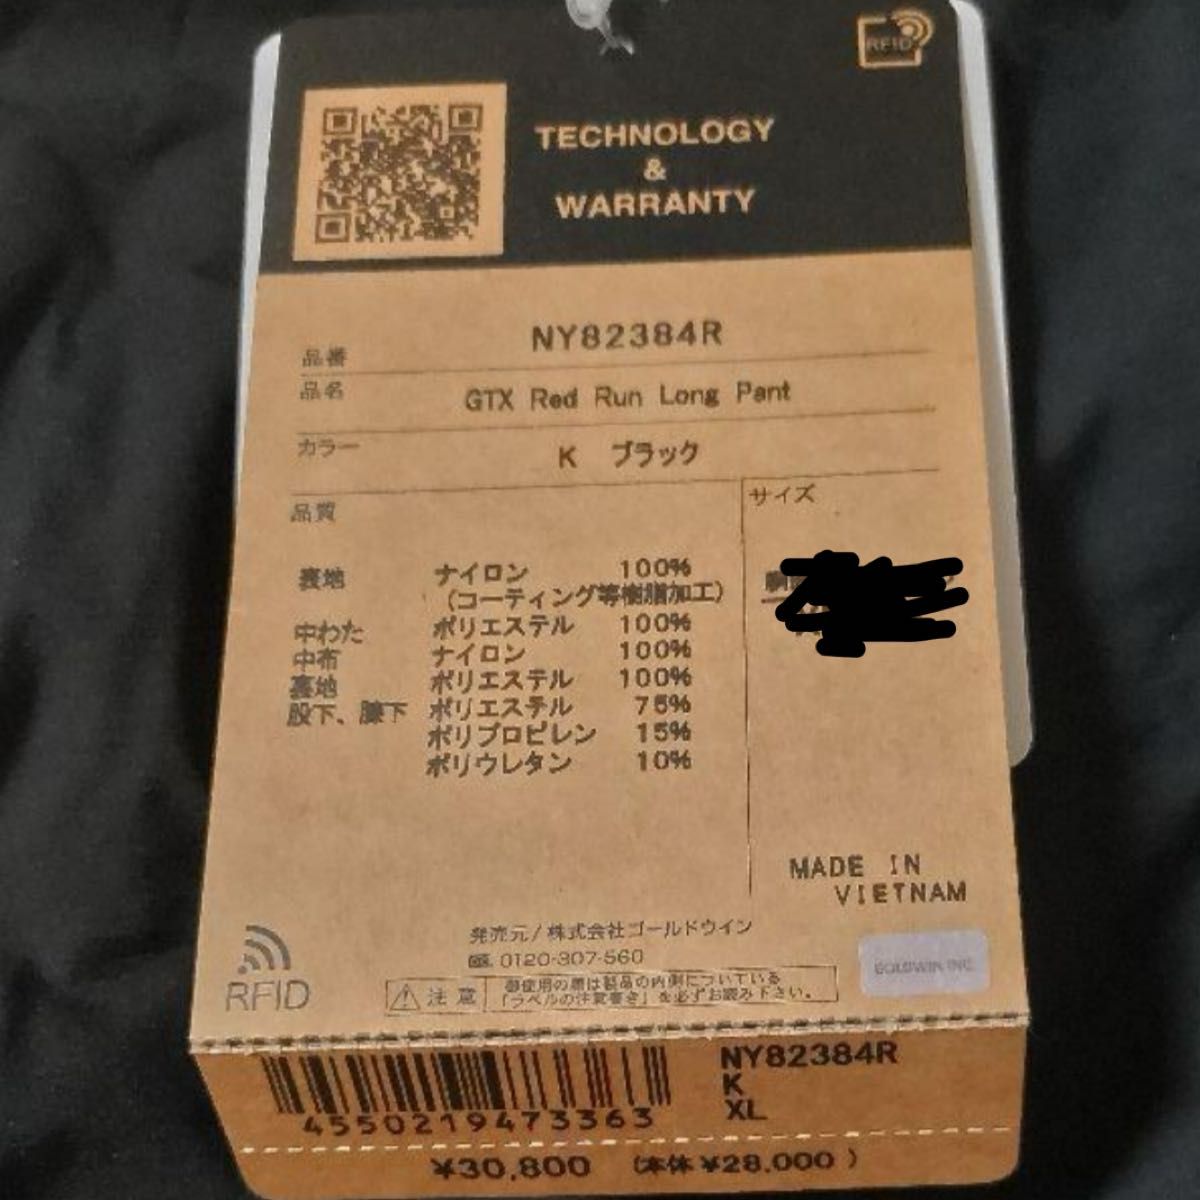 RFID
TECHNOLOGY
&
WARRANTY
品番 NY82384R
品名 GTX Red Run Long Pant
カラー K ブラック
品質
サイズ
表地 ナイロン 100%
（コーティング等樹脂加工）
中わた ポリエステル 100%
中布 ナイロン 100%
裏地 ポリエステル 100%
股下、膝下 ポリエステル 75%
ポリプロピレン 15%
ポリウレタン 10%
MADE IN
VIETNAM
発売元/株式会社ゴールドウイン
0120-307-560
GOLDWIN INC.
RFID
注意
御使用の際は製品の内側についている
「ラベルの注意書き」を必ずお読み下さい。
NY82384R
K
XL
4550219473363
¥30,800 （本体¥28,000）